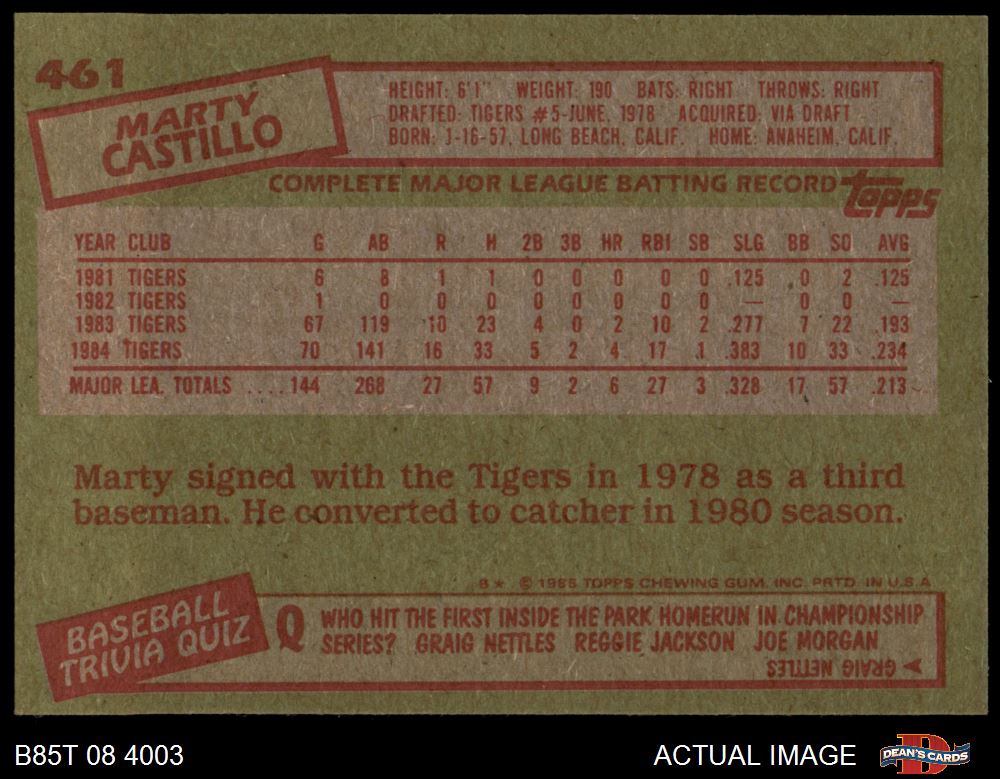 461
MARTY
CASTILLO
HEIGHT: 6'1" WEIGHT: 190 BATS: RIGHT THROWS: RIGHT
DRAFTED: TIGERS #5-JUNE, 1978 ACQUIRED: VIA DRAFT
BORN: 1-16-57, LONG BEACH, CALIF. HOME: ANAHEIM, CALIF.
COMPLETE MAJOR LEAGUE BATTING RECORD topps
YEAR CLUB G AB R H 2B 3B HR RBI SB SLG BB SO AVG
1981 TIGERS 6 8 1 1 0 0 0 0 0 .125 0 2 .125
1982 TIGERS 1 0 0 0 0 0 0 0 0 — 0 0 —
1983 TIGERS 67 119 10 23 4 0 2 10 2 .277 7 22 .193
1984 TIGERS 70 141 16 33 5 2 4 17 1 .383 10 33 .234
MAJOR LEA. TOTALS .... 144 268 27 57 9 2 6 27 3 .328 17 57 .213
Marty signed with the Tigers in 1978 as a third
baseman. He converted to catcher in 1980 season.
B★ © 1985 TOPPS CHEWING GUM, INC. PRTD. IN U.S.A.
BASEBALL
TRIVIA QUIZ
Q WHO HIT THE FIRST INSIDE THE PARK HOMERUN IN CHAMPIONSHIP
SERIES? GRAIG NETTLES REGGIE JACKSON JOE MORGAN
GRAIG NETTLES
B85T 08 4003 ACTUAL IMAGE DEAN'S CARDS